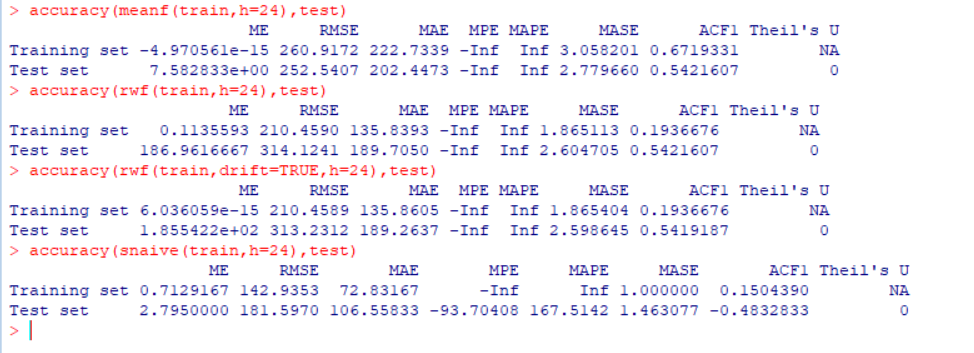 > accuracy(meanf(train,h=24),test)
ME RMSE MAE MPE MAPE MASE ACF1 Theil's U
Training set -4.970561e-15 260.9172 222.7339 -Inf Inf 3.058201 0.6719331 NA
Test set 7.582833e+00 252.5407 202.4473 -Inf Inf 2.779660 0.5421607 0
> accuracy(rwf(train,h=24),test)
ME RMSE MAE MPE MAPE MASE ACF1 Theil's U
Training set 0.1135593 210.4590 135.8393 -Inf Inf 1.865113 0.1936676 NA
Test set 186.9616667 314.1241 189.7050 -Inf Inf 2.604705 0.5421607 0
> accuracy(rwf(train,drift=TRUE,h=24),test)
ME RMSE MAE MPE MAPE MASE ACF1 Theil's U
Training set 6.036059e-15 210.4589 135.8605 -Inf Inf 1.865404 0.1936676 NA
Test set 1.855422e+02 313.2312 189.2637 -Inf Inf 2.598645 0.5419187 0
> accuracy(snaive(train,h=24),test)
ME RMSE MAE MPE MAPE MASE ACF1 Theil's U
Training set 0.7129167 142.9353 72.83167 -Inf Inf 1.000000 0.1504390 NA
Test set 2.7950000 181.5970 106.55833 -93.70408 167.5142 1.463077 -0.4832833 0
>